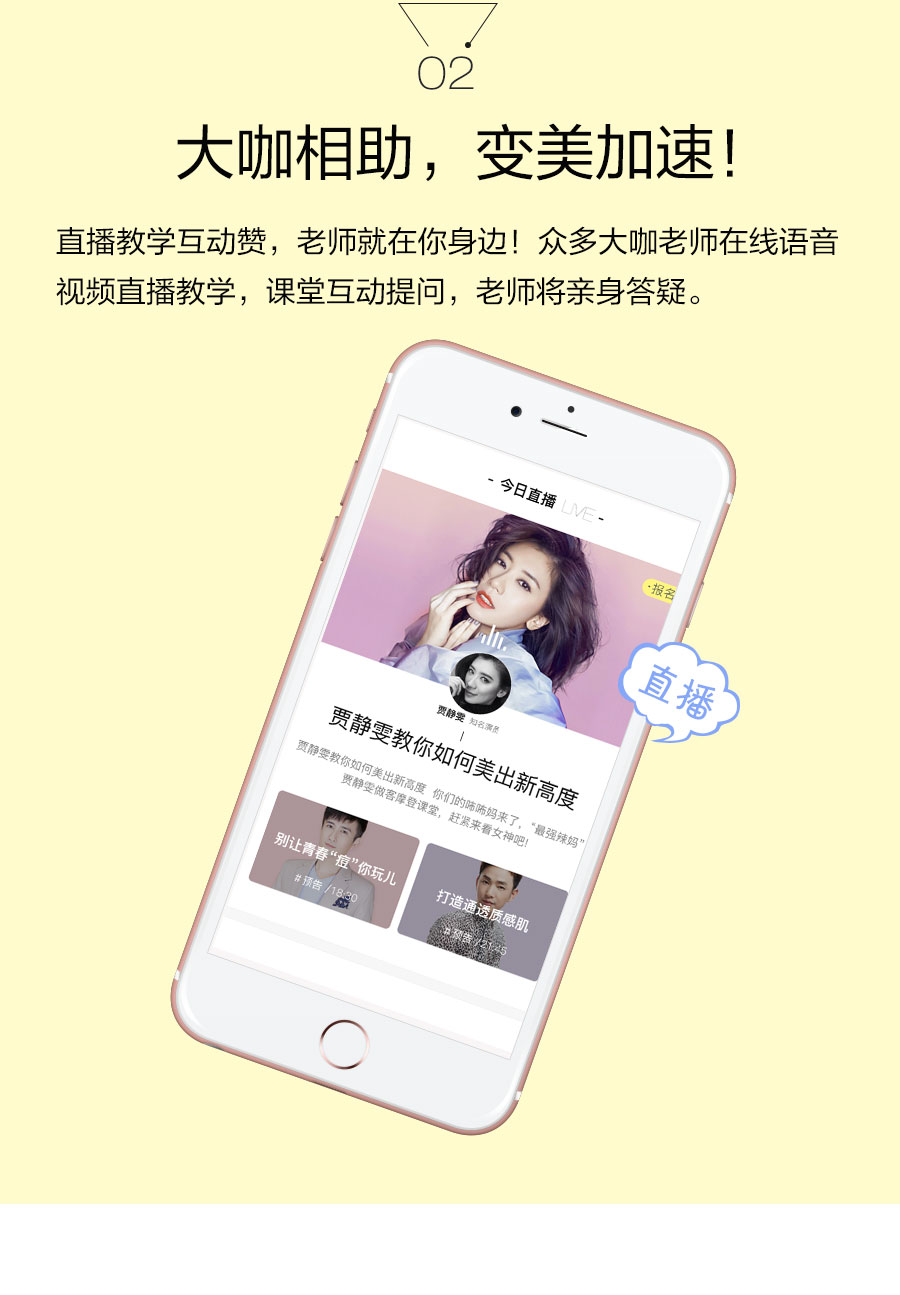 02
大咖相助，变美加速！
直播教学互动赞，老师就在你身边！众多大咖老师在线语音
视频直播教学，课堂互动提问，老师将亲身答疑。
- 今日直播 LIVE -
·报名
直播
贾静雯 知名演员
贾静雯教你如何美出新高度
贾静雯教你如何美出新高度 你们的咘咘妈来了，“最强辣妈”
贾静雯做客摩登课堂，赶紧来看女神吧！
别让青春“痘”你玩儿
#预告 /18:30
打造通透质感肌
#预告 /21:45